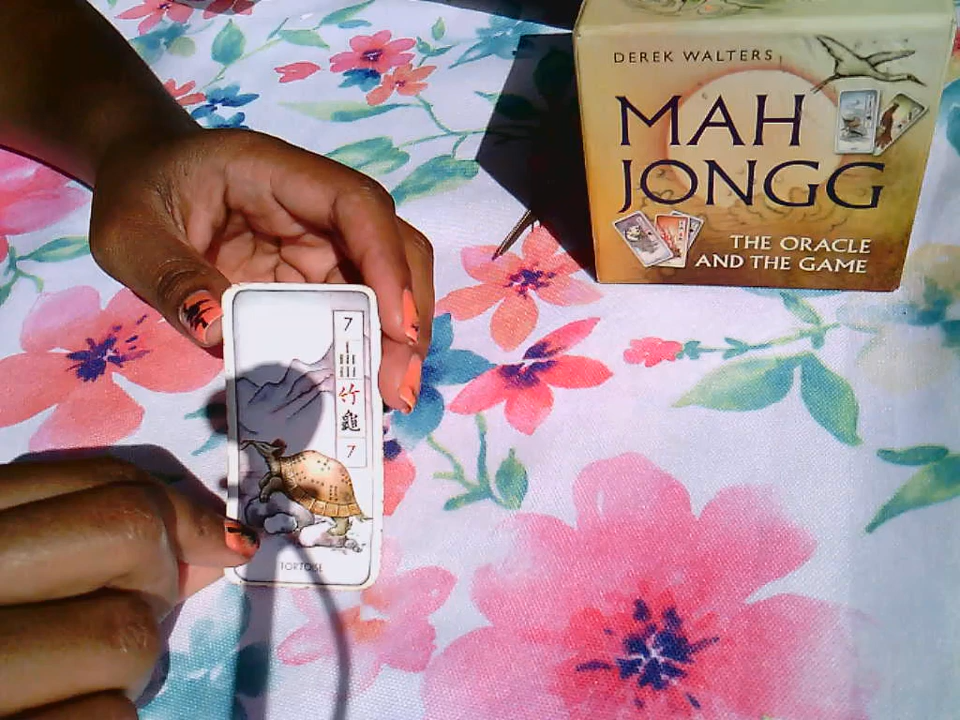 DEREK WALTERS
MAH
JONGG
THE ORACLE
AND THE GAME
7
竹
龜
7
TORTOISE